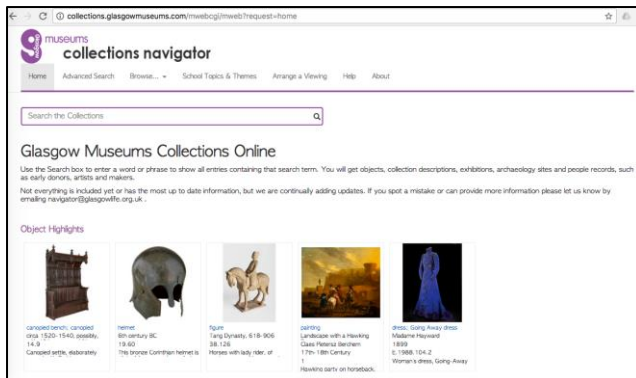 collections.glasgowmuseums.com/mwebcgi/mweb?request=home
museums
collections navigator
Home Advanced Search Browse... School Topics & Themes Arrange a Viewing Help About
Search the Collections
Glasgow Museums Collections Online
Use the Search box to enter a word or phrase to show all entries containing that search term. You will get objects, collection descriptions, exhibitions, archaeology sites and people records, such
as early donors, artists and makers.
Not everything is included yet or has the most up to date information, but we are continually adding updates. If you spot a mistake or can provide more information please let us know by
emailing navigator@glasgowlife.org.uk .
Object Highlights
canopied bench; canopied
circa 1520-1540; possibly,
14.9
Canopied settle, elaborately
helmet
6th century BC
19.60
This bronze Corinthian helmet is
figure
Tang Dynasty, 618-906
38.126
Horses with lady rider, of
painting
Landscape with a Hawking
Claes Pietersz Berchem
17th-18th Century
1
Hawking party on horseback.
dress; Going Away dress
Madame Hayward
1899
E.1988.104.2
Woman's dress, Going-Away